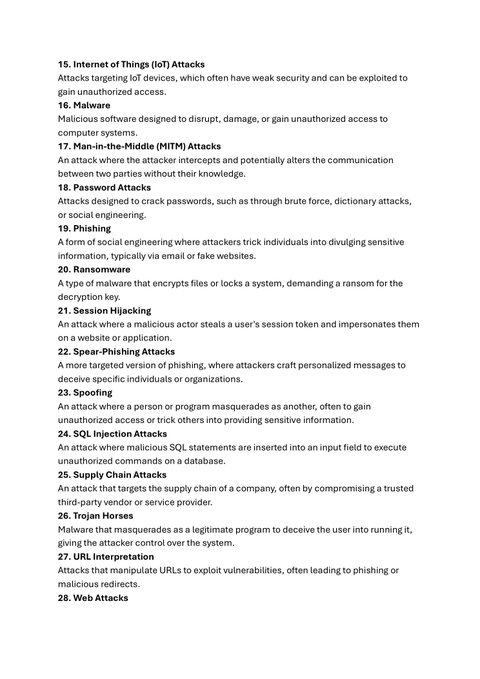 15. Internet of Things (IoT) Attacks
Attacks targeting IoT devices, which often have weak security and can be exploited to
gain unauthorized access.
16. Malware
Malicious software designed to disrupt, damage, or gain unauthorized access to
computer systems.
17. Man-in-the-Middle (MITM) Attacks
An attack where the attacker intercepts and potentially alters the communication
between two parties without their knowledge.
18. Password Attacks
Attacks designed to crack passwords, such as through brute force, dictionary attacks,
or social engineering.
19. Phishing
A form of social engineering where attackers trick individuals into divulging sensitive
information, typically via email or fake websites.
20. Ransomware
A type of malware that encrypts files or locks a system, demanding a ransom for the
decryption key.
21. Session Hijacking
An attack where a malicious actor steals a user's session token and impersonates them
on a website or application.
22. Spear-Phishing Attacks
A more targeted version of phishing, where attackers craft personalized messages to
deceive specific individuals or organizations.
23. Spoofing
An attack where a person or program masquerades as another, often to gain
unauthorized access or trick others into providing sensitive information.
24. SQL Injection Attacks
An attack where malicious SQL statements are inserted into an input field to execute
unauthorized commands on a database.
25. Supply Chain Attacks
An attack that targets the supply chain of a company, often by compromising a trusted
third-party vendor or service provider.
26. Trojan Horses
Malware that masquerades as a legitimate program to deceive the user into running it,
giving the attacker control over the system.
27. URL Interpretation
Attacks that manipulate URLs to exploit vulnerabilities, often leading to phishing or
malicious redirects.
28. Web Attacks